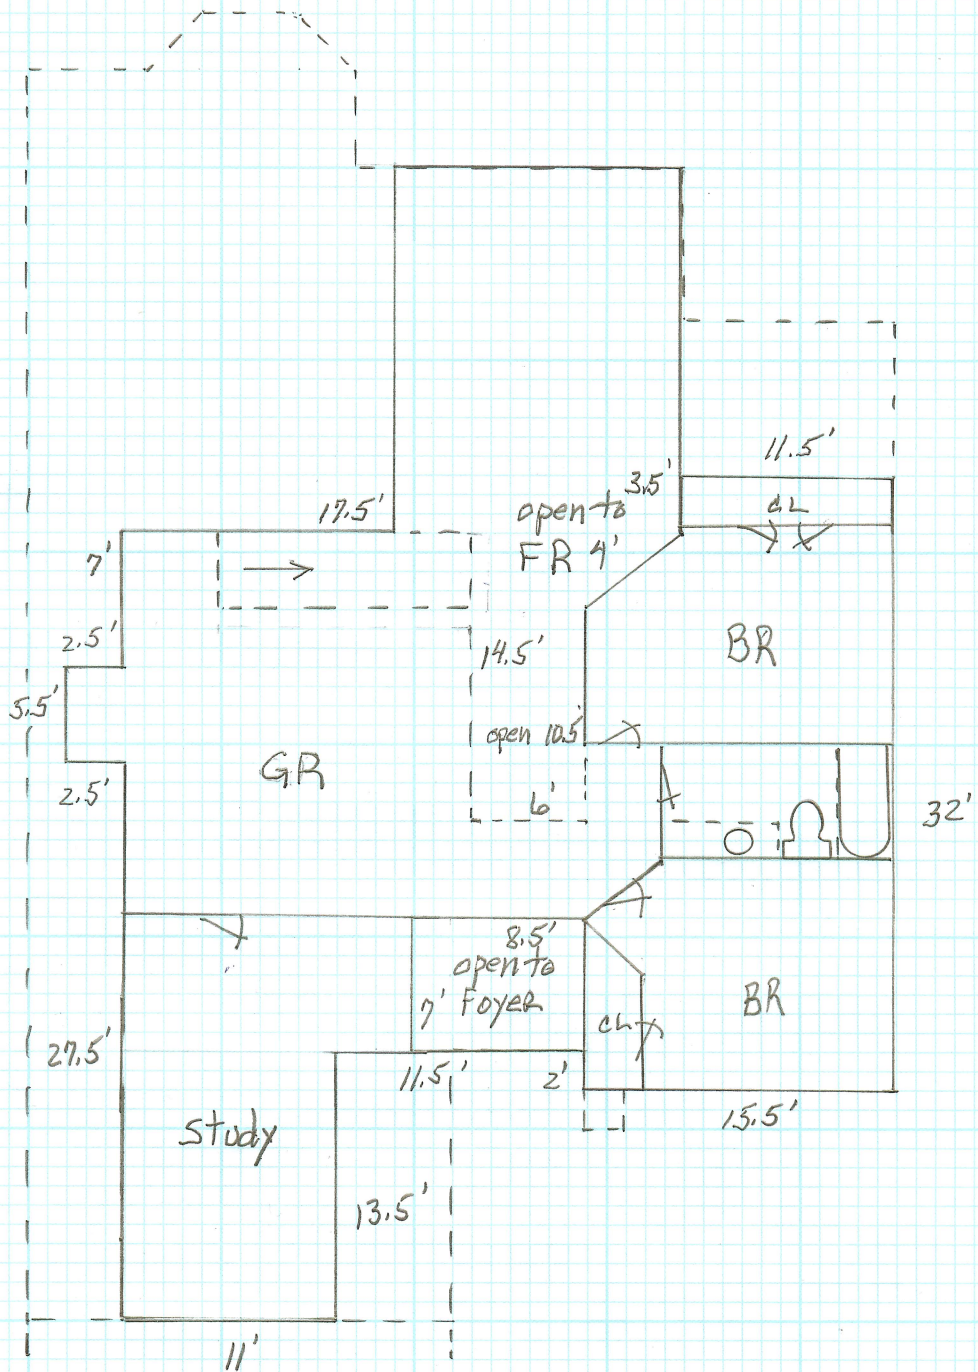 11.5'
3.5'
CL
17.5'
open to
FR 4'
7'
2.5'
14.5'
BR
5.5'
open 10.5'
GR
2.5'
6'
32'
8.5'
open to
7' Foyer
BR
CL
27.5'
11.5'
2'
15.5'
Study
13.5'
11'